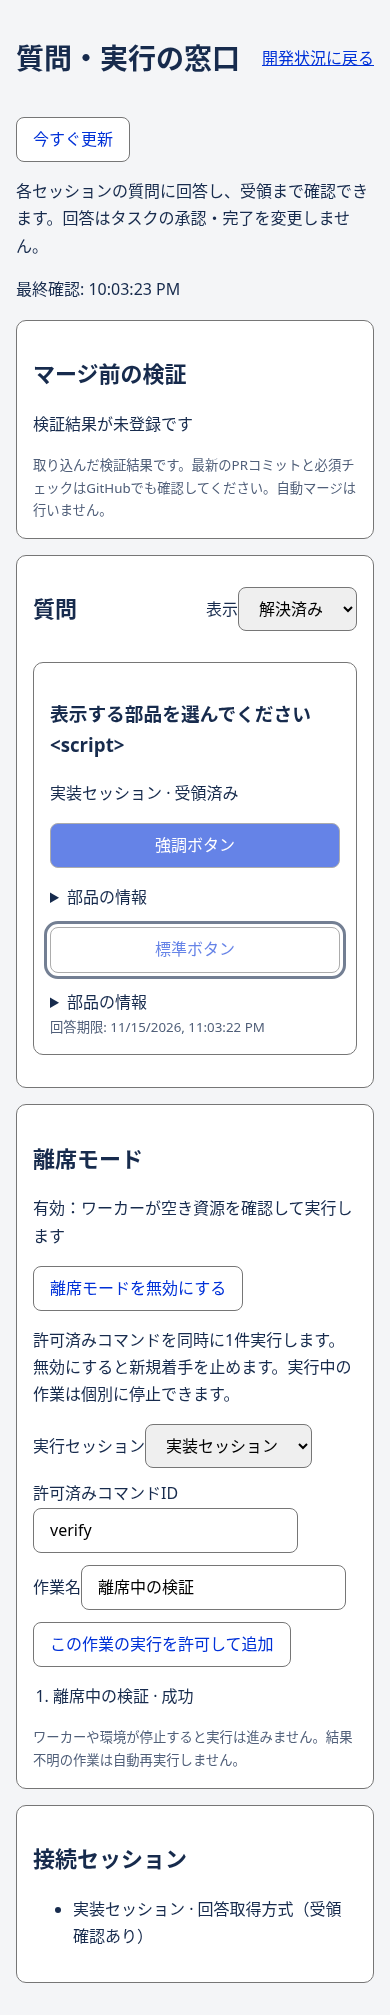 質問・実行の窓口
開発状況に戻る
今すぐ更新
各セッションの質問に回答し、受領まで確認でき
ます。回答はタスクの承認・完了を変更しませ
ん。
最終確認: 10:03:23 PM
マージ前の検証
検証結果が未登録です
取り込んだ検証結果です。最新のPRコミットと必須チ
ェックはGitHubでも確認してください。自動マージは
行いません。
質問
表示 解決済み
表示する部品を選んでください
<script>
実装セッション · 受領済み
強調ボタン
▶ 部品の情報
標準ボタン
▶ 部品の情報
回答期限: 11/15/2026, 11:03:22 PM
離席モード
有効：ワーカーが空き資源を確認して実行し
ます
離席モードを無効にする
許可済みコマンドを同時に1件実行します。
無効にすると新規着手を止めます。実行中の
作業は個別に停止できます。
実行セッション 実装セッション
許可済みコマンドID
verify
作業名 離席中の検証
この作業の実行を許可して追加
1. 離席中の検証 · 成功
ワーカーや環境が停止すると実行は進みません。結果
不明の作業は自動再実行しません。
接続セッション
• 実装セッション · 回答取得方式（受領
確認あり）